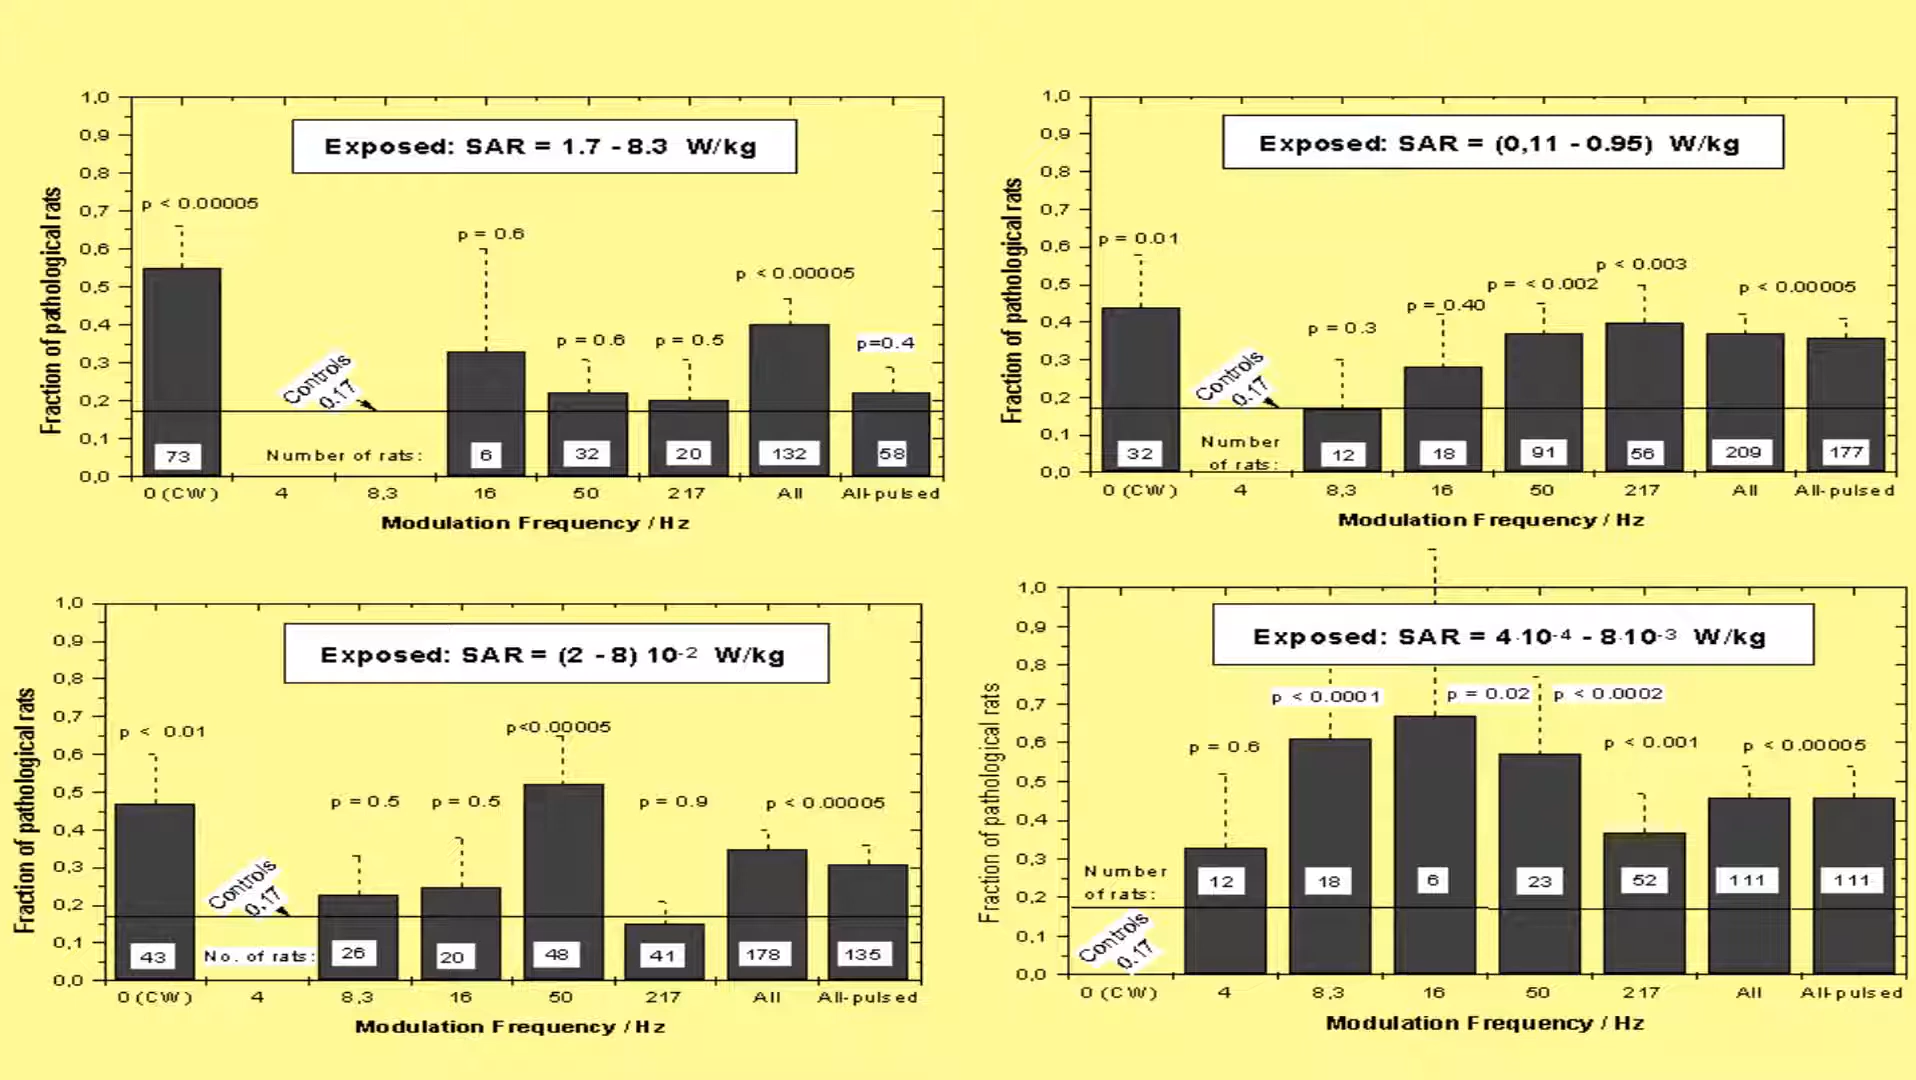 Exposed: SAR = 1.7 - 8.3 W/kg
Fraction of pathological rats
1,0
0,9
0,8
0,7
0,6
0,5
0,4
0,3
0,2
0,1
0,0
p < 0.00005
p = 0.6
p = 0.6
p = 0.5
p < 0.00005
p=0.4
Controls
0.17
73
Number of rats:
6
32
20
132
58
0 (CW)
4
8,3
16
50
217
All
All-pulsed
Modulation Frequency / Hz
Exposed: SAR = (0,11 - 0.95) W/kg
Fraction of pathological rats
1,0
0,9
0,8
0,7
0,6
0,5
0,4
0,3
0,2
0,1
0,0
p = 0.01
p = 0.3
p = 0.40
p = < 0.002
p < 0.003
p < 0.00005
Controls
0.17
32
Number
of rats:
12
18
91
56
209
177
0 (CW)
4
8,3
16
50
217
All
All-pulsed
Modulation Frequency / Hz
Exposed: SAR = (2 - 8) 10-2 W/kg
Fraction of pathological rats
1,0
0,9
0,8
0,7
0,6
0,5
0,4
0,3
0,2
0,1
0,0
p < 0.01
p = 0.5
p = 0.5
p<0.00005
p = 0.9
p < 0.00005
Controls
0,17
43
No. of rats:
26
20
48
41
178
135
0 (CW)
4
8,3
16
50
217
All
All-pulsed
Modulation Frequency / Hz
Exposed: SAR = 4·10-4 - 8·10-3 W/kg
Fraction of pathological rats
1,0
0,9
0,8
0,7
0,6
0,5
0,4
0,3
0,2
0,1
0,0
p = 0.6
p < 0.0001
p = 0.02
p < 0.0002
p < 0.001
p < 0.00005
Number
of rats:
12
18
6
23
52
111
111
Controls
0.17
0 (CW)
4
8,3
16
50
217
All
All-pulsed
Modulation Frequency / Hz